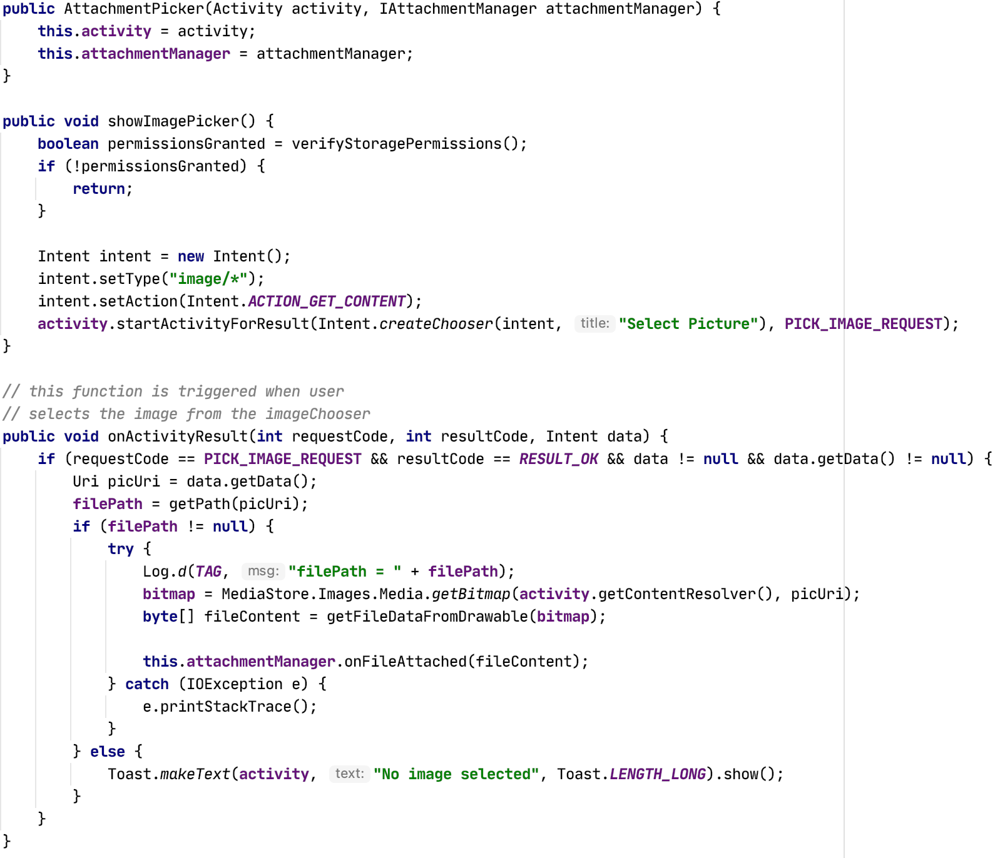 public AttachmentPicker(Activity activity, IAttachmentManager attachmentManager) {
    this.activity = activity;
    this.attachmentManager = attachmentManager;
}

public void showImagePicker() {
    boolean permissionsGranted = verifyStoragePermissions();
    if (!permissionsGranted) {
        return;
    }

    Intent intent = new Intent();
    intent.setType("image/*");
    intent.setAction(Intent.ACTION_GET_CONTENT);
    activity.startActivityForResult(Intent.createChooser(intent, title: "Select Picture"), PICK_IMAGE_REQUEST);
}

// this function is triggered when user
// selects the image from the imageChooser
public void onActivityResult(int requestCode, int resultCode, Intent data) {
    if (requestCode == PICK_IMAGE_REQUEST && resultCode == RESULT_OK && data != null && data.getData() != null) {
        Uri picUri = data.getData();
        filePath = getPath(picUri);
        if (filePath != null) {
            try {
                Log.d(TAG, msg: "filePath = " + filePath);
                bitmap = MediaStore.Images.Media.getBitmap(activity.getContentResolver(), picUri);
                byte[] fileContent = getFileDataFromDrawable(bitmap);

                this.attachmentManager.onFileAttached(fileContent);
            } catch (IOException e) {
                e.printStackTrace();
            }
        } else {
            Toast.makeText(activity, text: "No image selected", Toast.LENGTH_LONG).show();
        }
    }
}